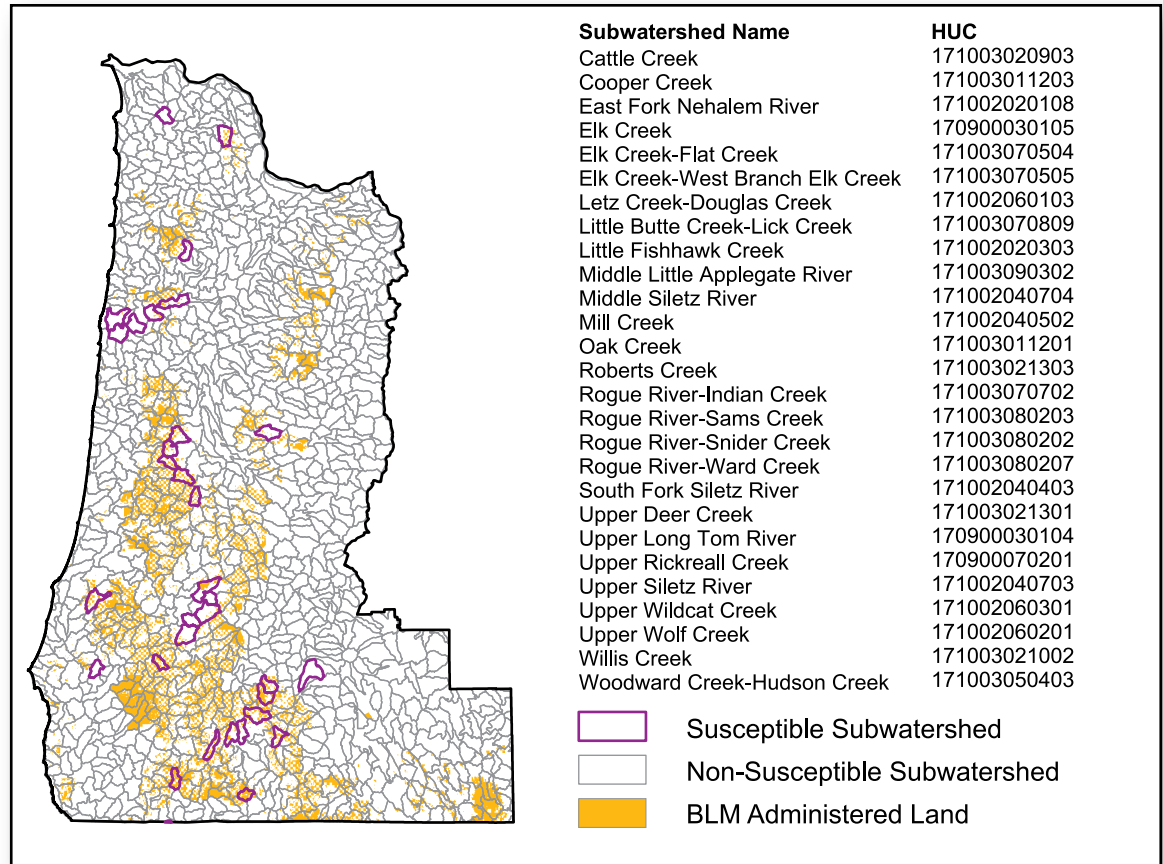 Subwatershed Name HUC
Cattle Creek 171003020903
Cooper Creek 171003011203
East Fork Nehalem River 171002020108
Elk Creek 170900030105
Elk Creek-Flat Creek 171003070504
Elk Creek-West Branch Elk Creek 171003070505
Letz Creek-Douglas Creek 171002060103
Little Butte Creek-Lick Creek 171003070809
Little Fishhawk Creek 171002020303
Middle Little Applegate River 171003090302
Middle Siletz River 171002040704
Mill Creek 171002040502
Oak Creek 171003011201
Roberts Creek 171003021303
Rogue River-Indian Creek 171003070702
Rogue River-Sams Creek 171003080203
Rogue River-Snider Creek 171003080202
Rogue River-Ward Creek 171003080207
South Fork Siletz River 171002040403
Upper Deer Creek 171003021301
Upper Long Tom River 170900030104
Upper Rickreall Creek 170900070201
Upper Siletz River 171002040703
Upper Wildcat Creek 171002060301
Upper Wolf Creek 171002060201
Willis Creek 171003021002
Woodward Creek-Hudson Creek 171003050403
Susceptible Subwatershed
Non-Susceptible Subwatershed
BLM Administered Land